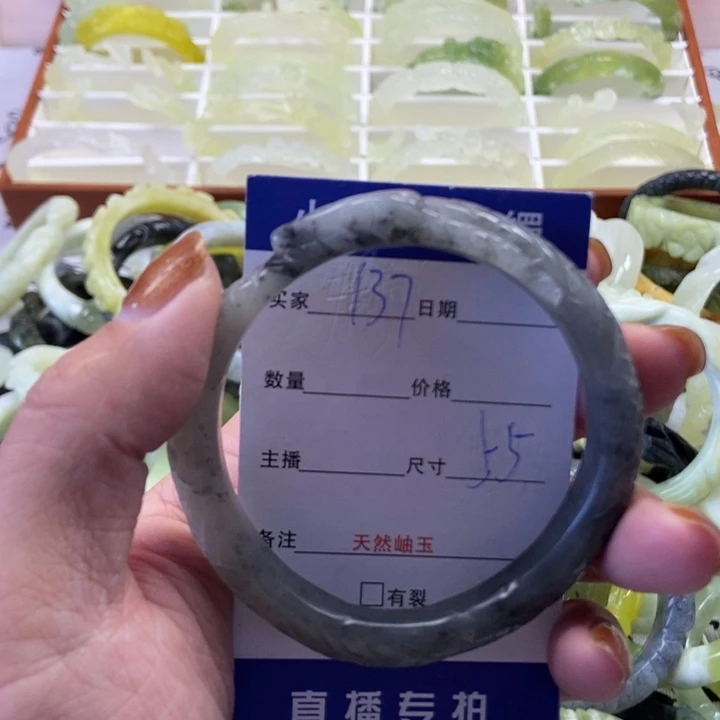 买家 137 日期
数量 价格
主播 尺寸 55
备注 天然岫玉
□有裂
直播专拍